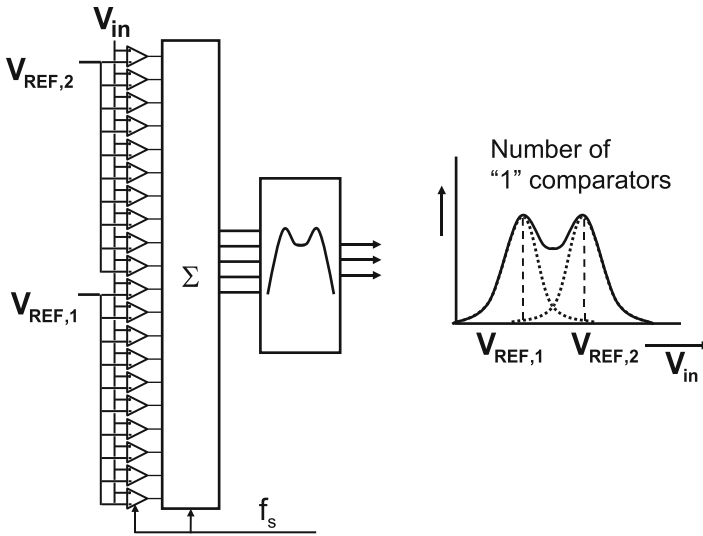 V_in
V_REF,2
V_REF,1
Σ
f_s
Number of
“1” comparators
V_REF,1
V_REF,2
V_in